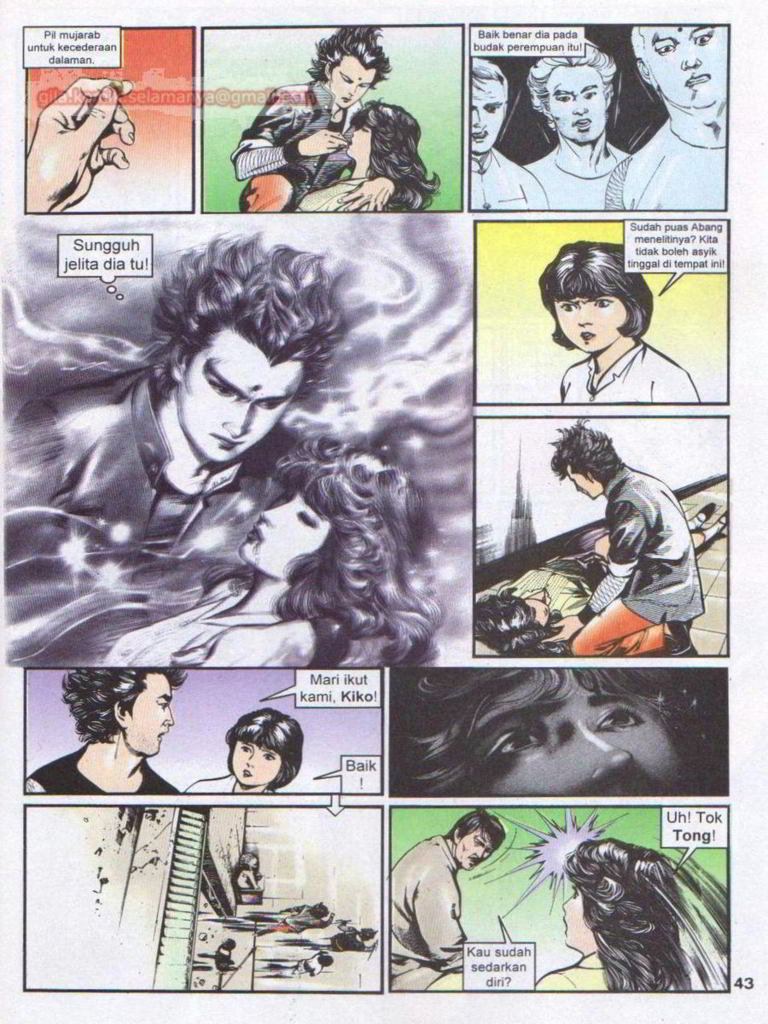 Pil mujarab
untuk kecederaan
dalaman.
Baik benar dia pada
budak perempuan itu!
Sungguh
jelita dia tu!
Sudah puas Abang
menelitinya? Kita
tidak boleh asyik
tinggal di tempat ini!
Mari ikut
kami, Kiko!
Baik
!
Uh! Tok
Tong!
Kau sudah
sedarkan
diri?
43